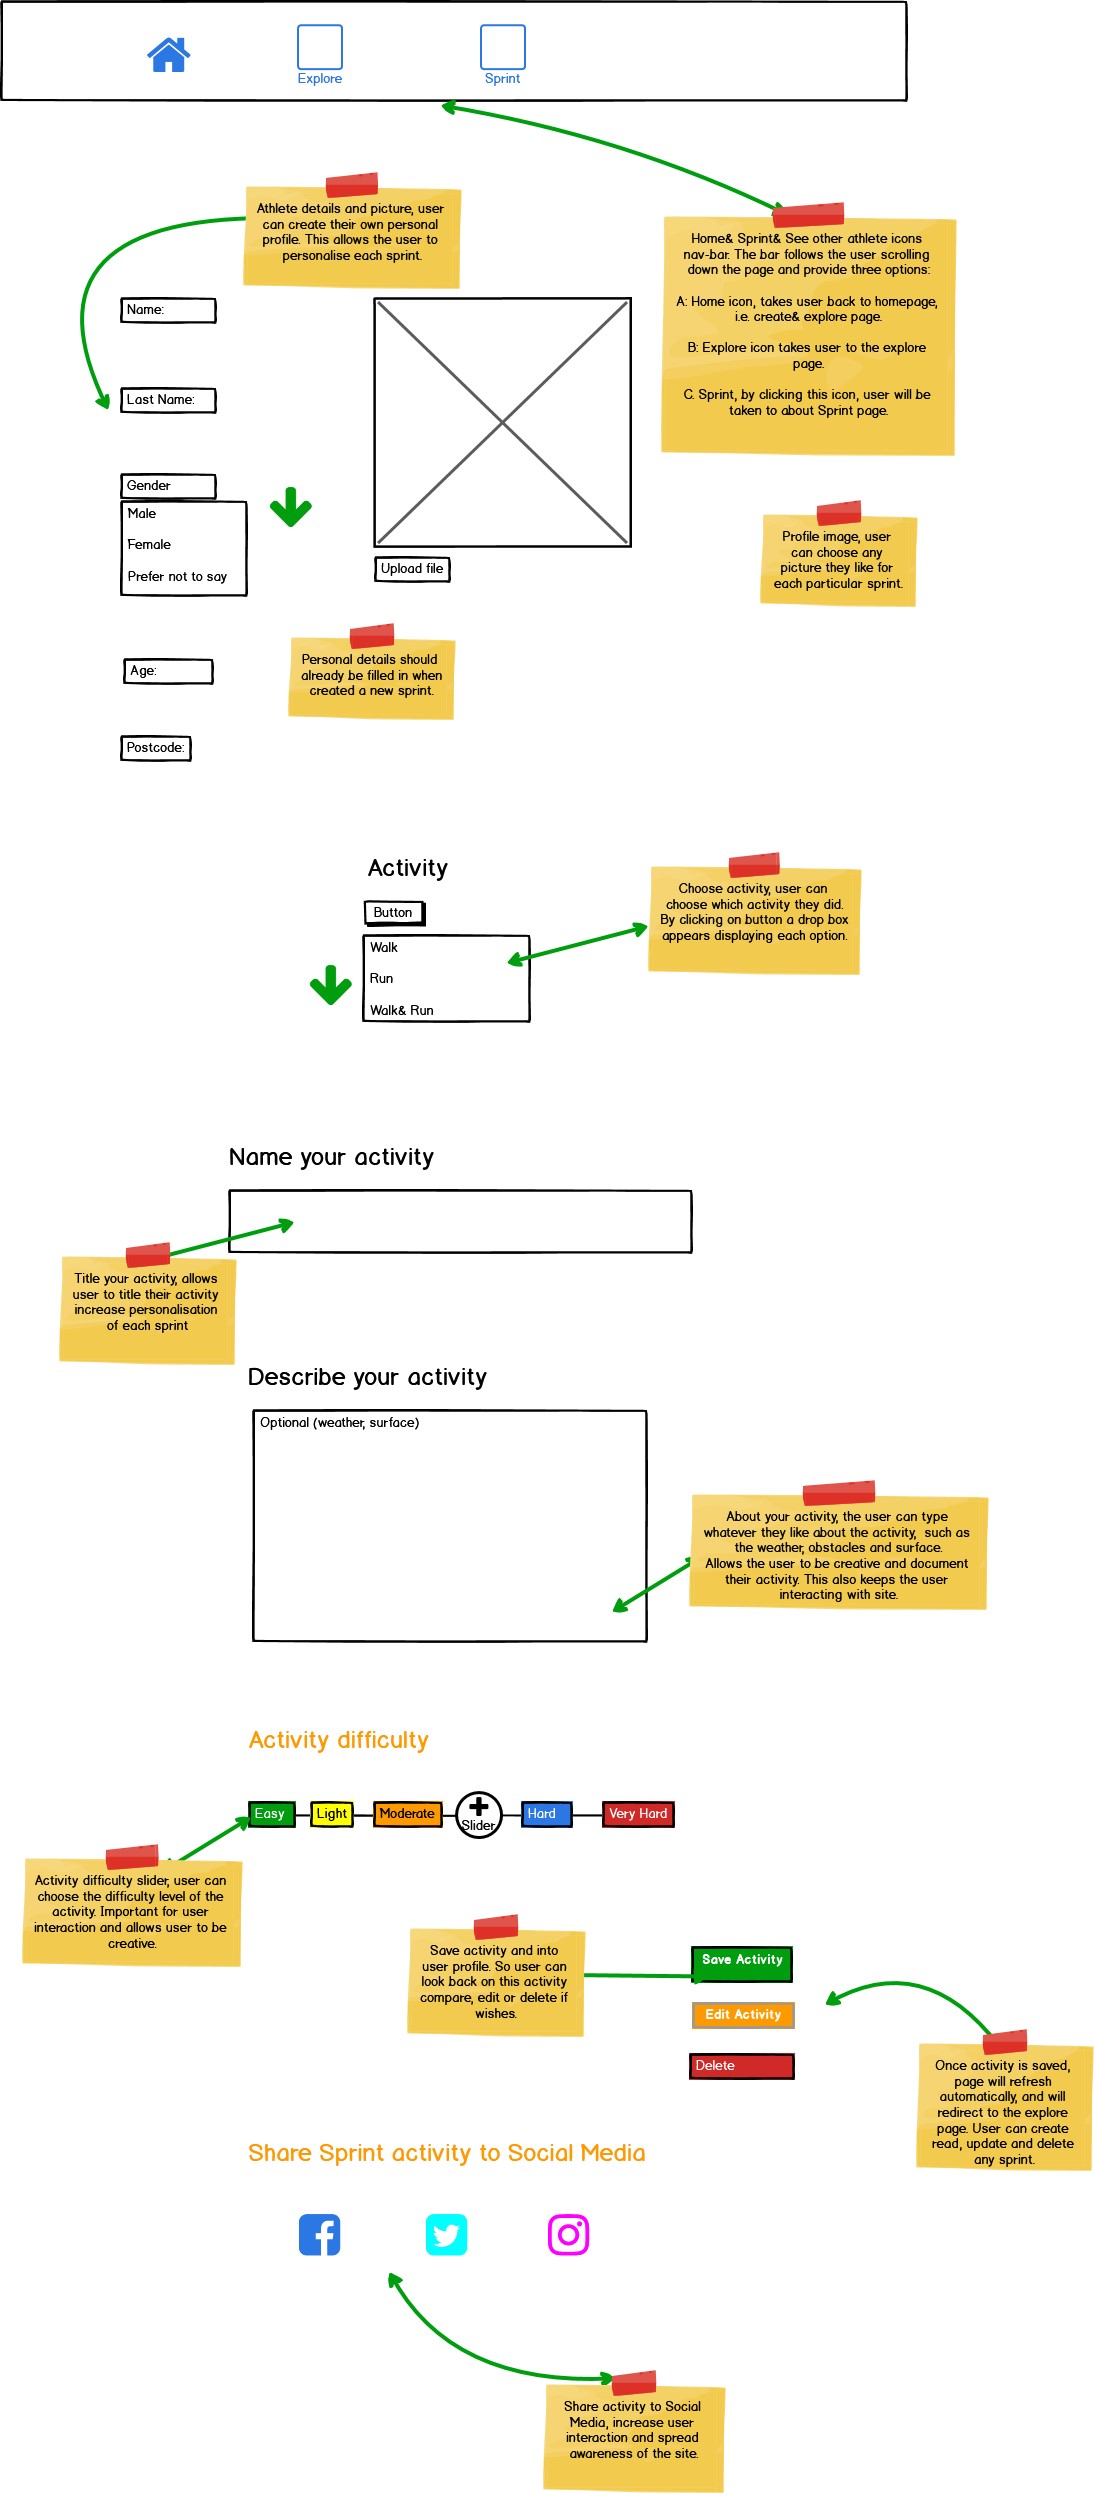 Explore
Sprint
Athlete details and picture, user
can create their own personal
profile. This allows the user to
personalise each sprint.
Home& Sprint& See other athlete icons
nav-bar. The bar follows the user scrolling
down the page and provide three options:
A: Home icon, takes user back to homepage,
i.e. create& explore page.
B: Explore icon takes user to the explore
page.
C. Sprint, by clicking this icon, user will be
taken to about Sprint page.
Name:
Last Name:
Gender
Male
Female
Prefer not to say
Upload file
Profile image, user
can choose any
picture they like for
each particular sprint.
Age:
Personal details should
already be filled in when
created a new sprint.
Postcode:
Activity
Button
Walk
Run
Walk& Run
Choose activity, user can
choose which activity they did.
By clicking on button a drop box
appears displaying each option.
Name your activity
Title your activity, allows
user to title their activity
increase personalisation
of each sprint
Describe your activity
Optional (weather, surface)
About your activity, the user can type
whatever they like about the activity, such as
the weather, obstacles and surface.
Allows the user to be creative and document
their activity. This also keeps the user
interacting with site.
Activity difficulty
Easy
Light
Moderate
Slider
Hard
Very Hard
Activity difficulty slider, user can
choose the difficulty level of the
activity. Important for user
interaction and allows user to be
creative.
Save activity and into
user profile. So user can
look back on this activity
compare, edit or delete if
wishes.
Save Activity
Edit Activity
Delete
Once activity is saved,
page will refresh
automatically, and will
redirect to the explore
page. User can create
read, update and delete
any sprint.
Share Sprint activity to Social Media
Share activity to Social
Media, increase user
interaction and spread
awareness of the site.